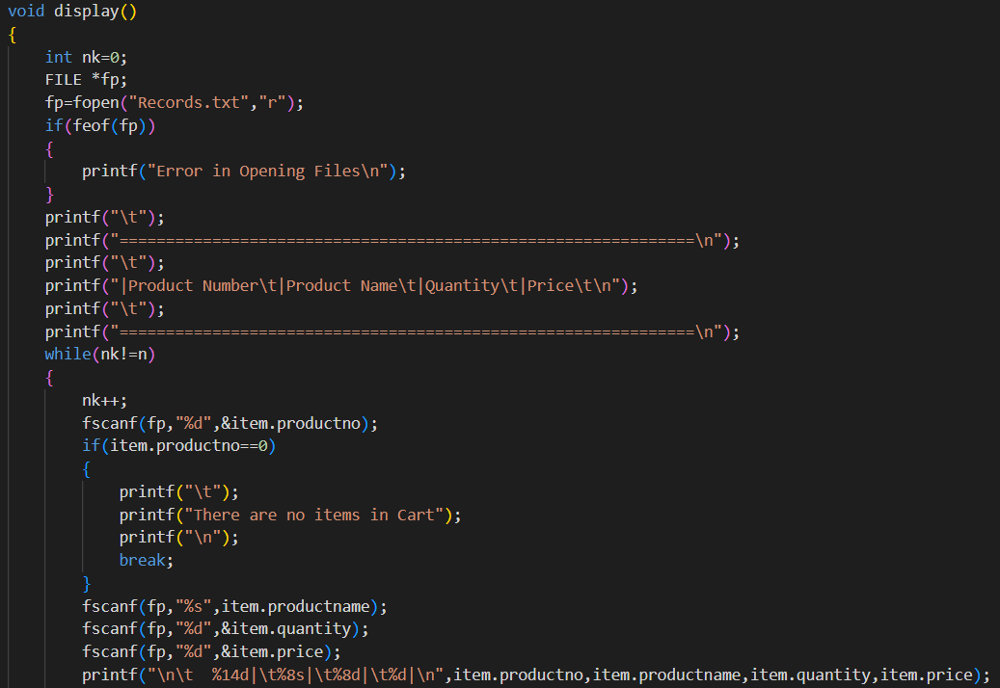 void display()
{
    int nk=0;
    FILE *fp;
    fp=fopen("Records.txt","r");
    if(feof(fp))
    {
        printf("Error in Opening Files\n");
    }
    printf("\t");
    printf("==============================================================\n");
    printf("\t");
    printf("|Product Number\t|Product Name\t|Quantity\t|Price\t\n");
    printf("\t");
    printf("==============================================================\n");
    while(nk!=n)
    {
        nk++;
        fscanf(fp,"%d",&item.productno);
        if(item.productno==0)
        {
            printf("\t");
            printf("There are no items in Cart");
            printf("\n");
            break;
        }
        fscanf(fp,"%s",item.productname);
        fscanf(fp,"%d",&item.quantity);
        fscanf(fp,"%d",&item.price);
        printf("\n\t  %14d|\t%8s|\t%8d|\t%d|\n",item.productno,item.productname,item.quantity,item.price);